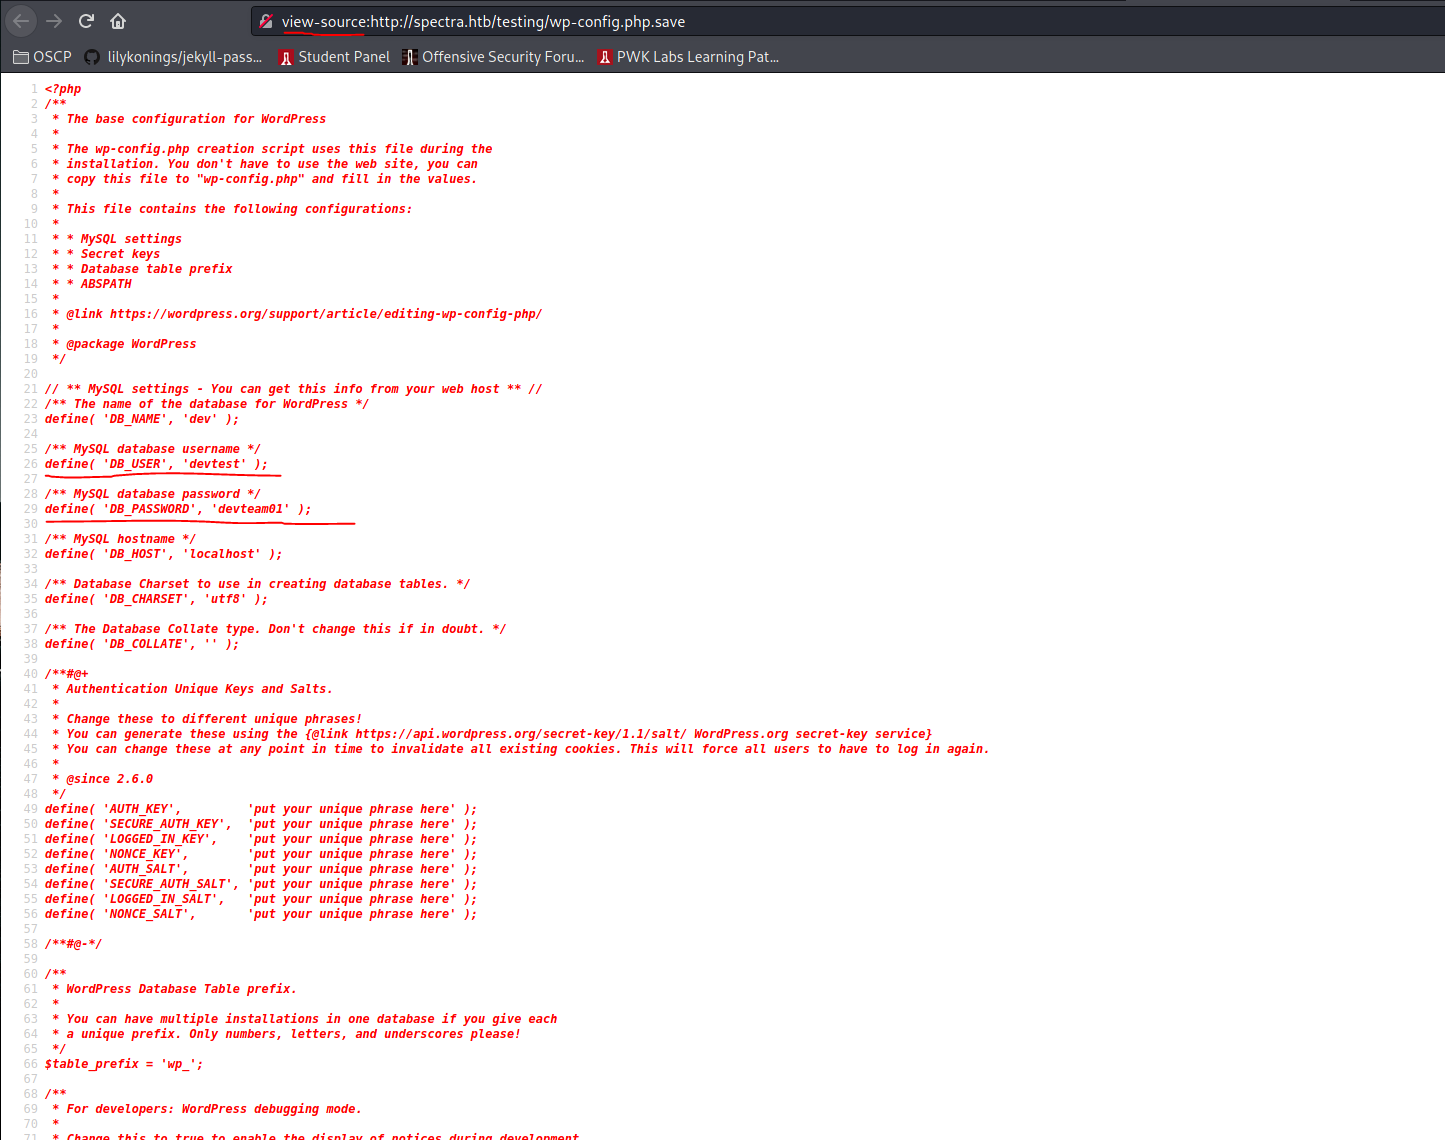 view-source:http://spectra.htb/testing/wp-config.php.save
OSCP lilykonings/jekyll-pass... Student Panel Offensive Security Foru... PWK Labs Learning Pat...
1 <?php
2 /**
3  * The base configuration for WordPress
4  *
5  * The wp-config.php creation script uses this file during the
6  * installation. You don't have to use the web site, you can
7  * copy this file to "wp-config.php" and fill in the values.
8  *
9  * This file contains the following configurations:
10  *
11  * * MySQL settings
12  * * Secret keys
13  * * Database table prefix
14  * * ABSPATH
15  *
16  * @link https://wordpress.org/support/article/editing-wp-config-php/
17  *
18  * @package WordPress
19  */
20
21 // ** MySQL settings - You can get this info from your web host ** //
22 /** The name of the database for WordPress */
23 define( 'DB_NAME', 'dev' );
24
25 /** MySQL database username */
26 define( 'DB_USER', 'devtest' );
27
28 /** MySQL database password */
29 define( 'DB_PASSWORD', 'devteam01' );
30
31 /** MySQL hostname */
32 define( 'DB_HOST', 'localhost' );
33
34 /** Database Charset to use in creating database tables. */
35 define( 'DB_CHARSET', 'utf8' );
36
37 /** The Database Collate type. Don't change this if in doubt. */
38 define( 'DB_COLLATE', '' );
39
40 /**#@+
41  * Authentication Unique Keys and Salts.
42  *
43  * Change these to different unique phrases!
44  * You can generate these using the {@link https://api.wordpress.org/secret-key/1.1/salt/ WordPress.org secret-key service}
45  * You can change these at any point in time to invalidate all existing cookies. This will force all users to have to log in again.
46  *
47  * @since 2.6.0
48  */
49 define( 'AUTH_KEY',         'put your unique phrase here' );
50 define( 'SECURE_AUTH_KEY',  'put your unique phrase here' );
51 define( 'LOGGED_IN_KEY',    'put your unique phrase here' );
52 define( 'NONCE_KEY',        'put your unique phrase here' );
53 define( 'AUTH_SALT',        'put your unique phrase here' );
54 define( 'SECURE_AUTH_SALT', 'put your unique phrase here' );
55 define( 'LOGGED_IN_SALT',   'put your unique phrase here' );
56 define( 'NONCE_SALT',       'put your unique phrase here' );
57
58 /**#@-*/
59
60 /**
61  * WordPress Database Table prefix.
62  *
63  * You can have multiple installations in one database if you give each
64  * a unique prefix. Only numbers, letters, and underscores please!
65  */
66 $table_prefix = 'wp_';
67
68 /**
69  * For developers: WordPress debugging mode.
70  *
71  * Change this to true to enable the display of notices during development.